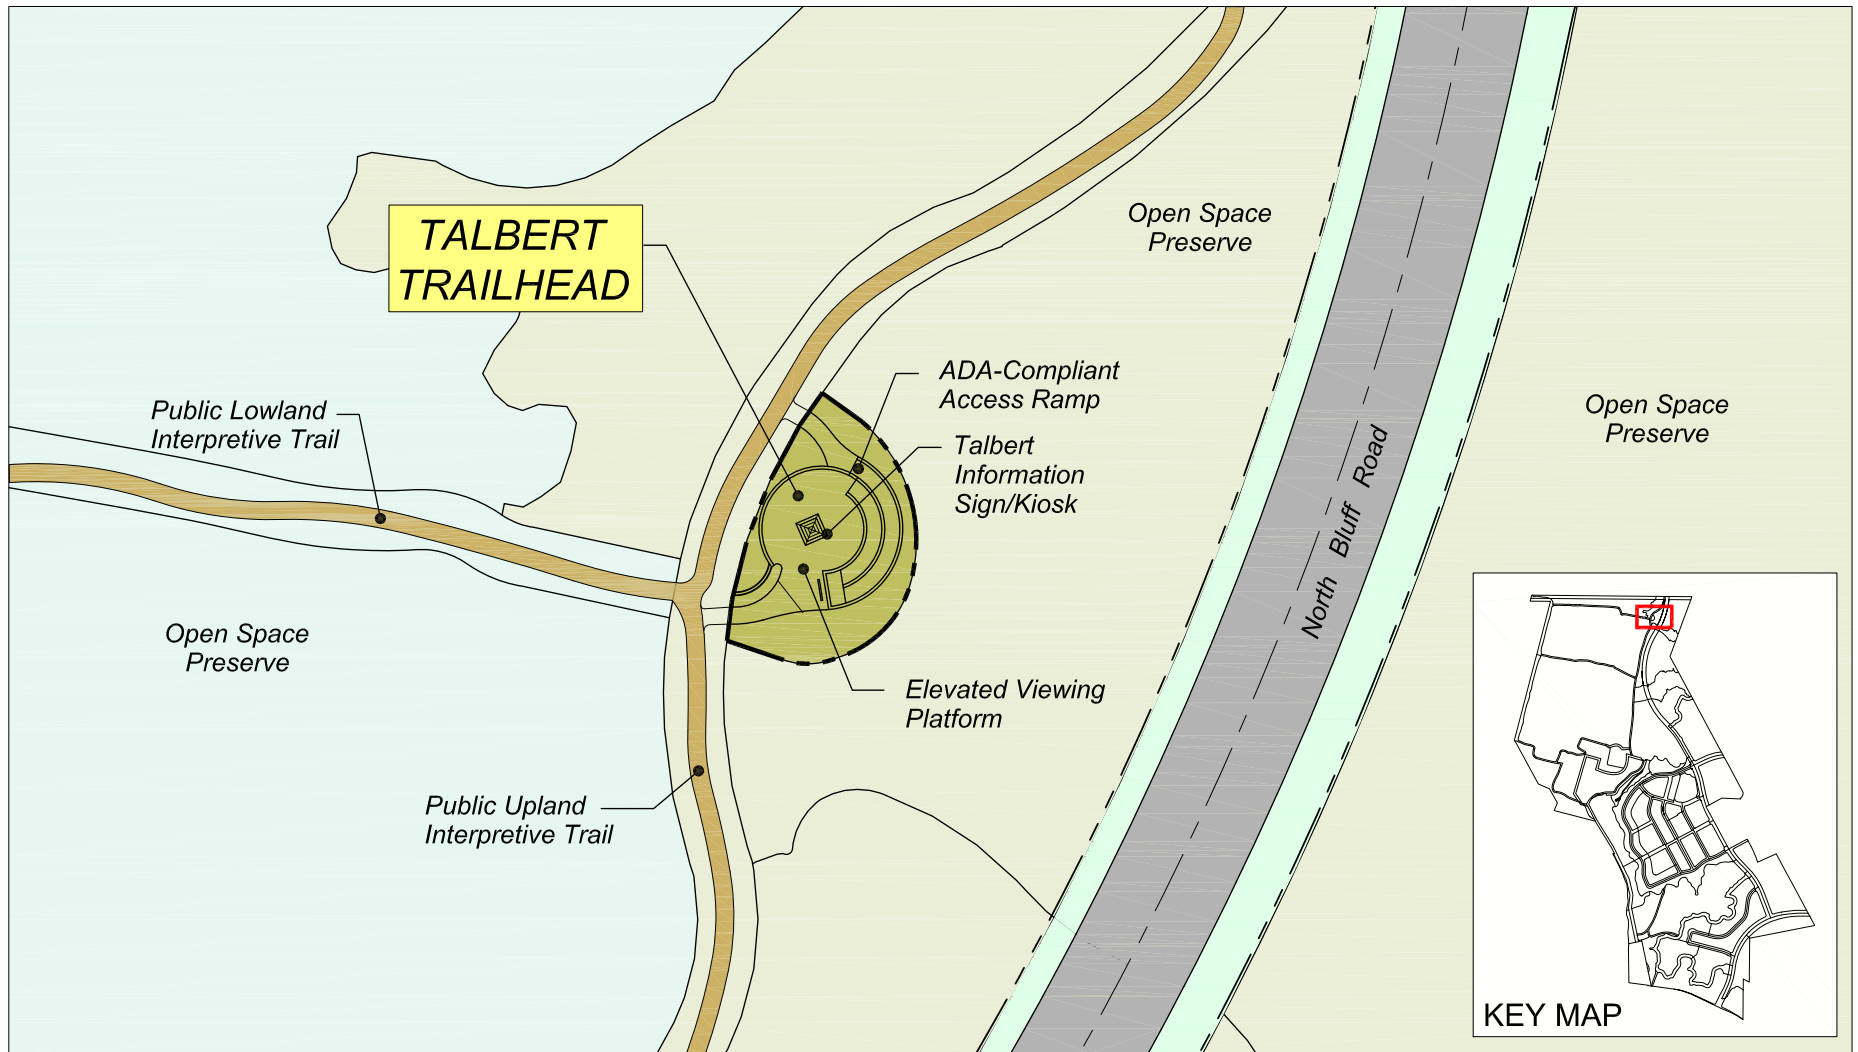 Open Space
Preserve
TALBERT
TRAILHEAD
ADA-Compliant
Access Ramp
Public Lowland
Interpretive Trail
Open Space
Preserve
Talbert
Information
Sign/Kiosk
North Bluff Road
Open Space
Preserve
Elevated Viewing
Platform
Public Upland
Interpretive Trail
KEY MAP